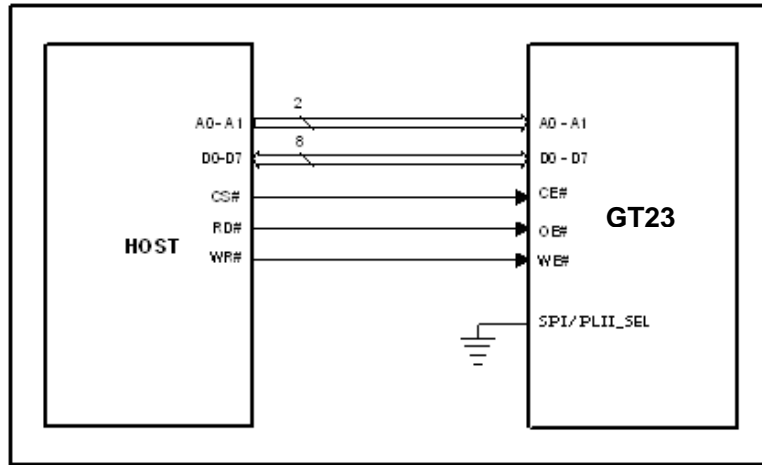 2
A0-A1
A0-A1
8
D0-D7
D0-D7
CS#
CE#
RD#
OE#
GT23
HOST
WR#
WE#
SPI/PLII_SEL